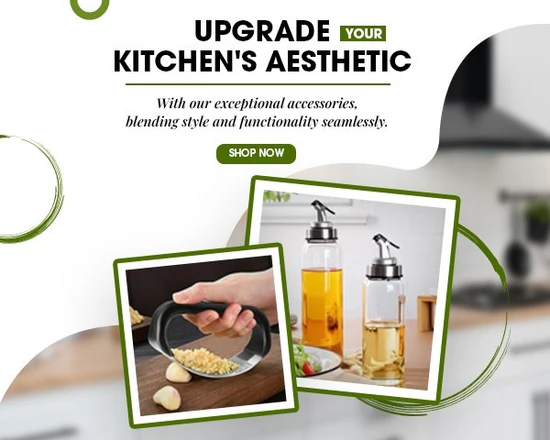 UPGRADE YOUR
KITCHEN'S AESTHETIC
With our exceptional accessories,
blending style and functionality seamlessly.
SHOP NOW